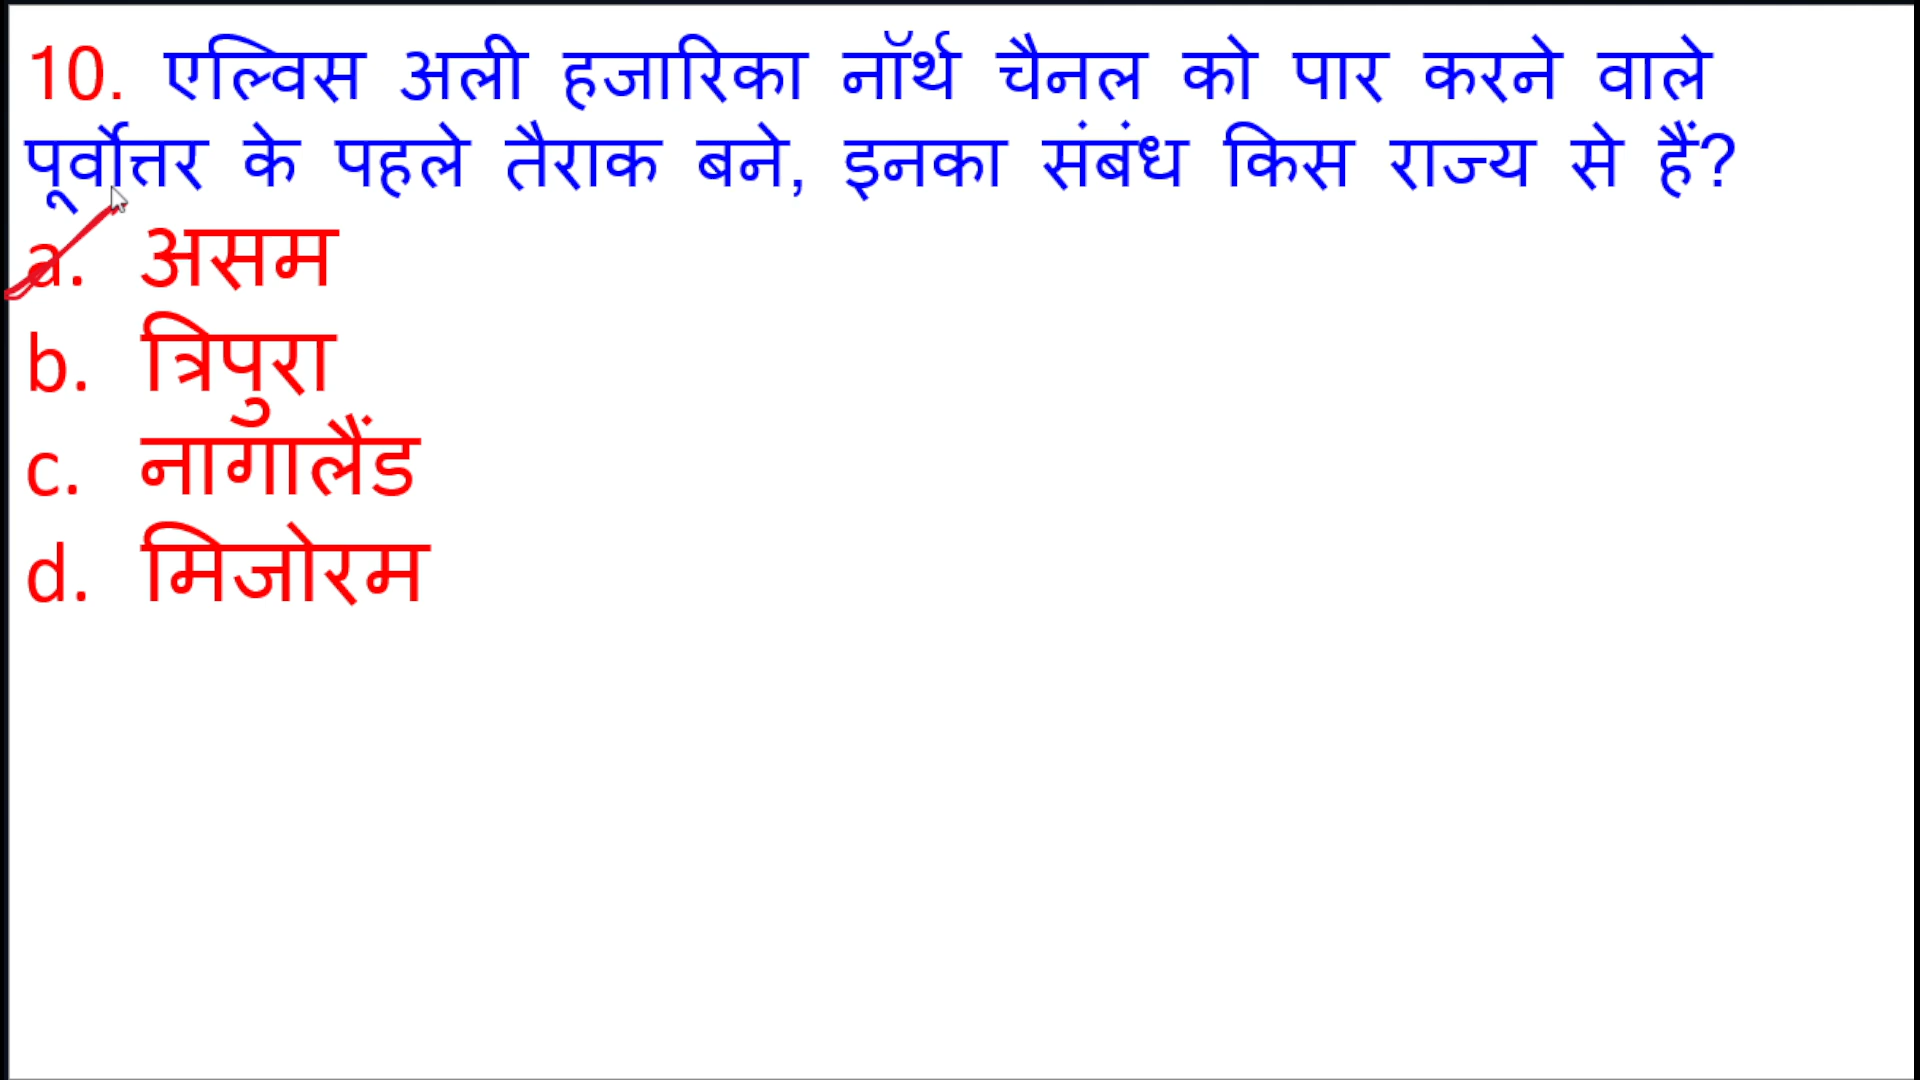 10. एल्विस अली हजारिका नॉर्थ चैनल को पार करने वाले
पूर्वोत्तर के पहले तैराक बने, इनका संबंध किस राज्य से हैं?
a. असम
b. त्रिपुरा
c. नागालैंड
d. मिजोरम